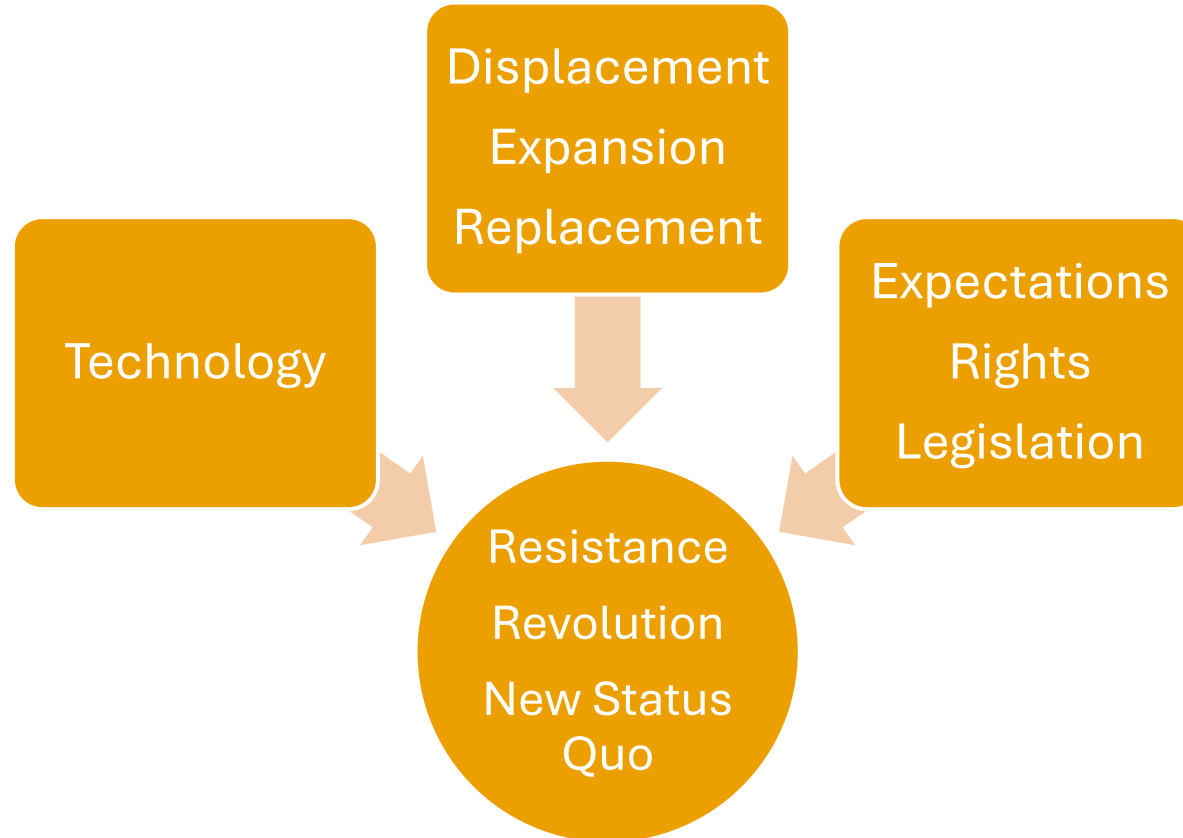 Displacement
Expansion
Replacement
Technology
Expectations
Rights
Legislation
Resistance
Revolution
New Status
Quo